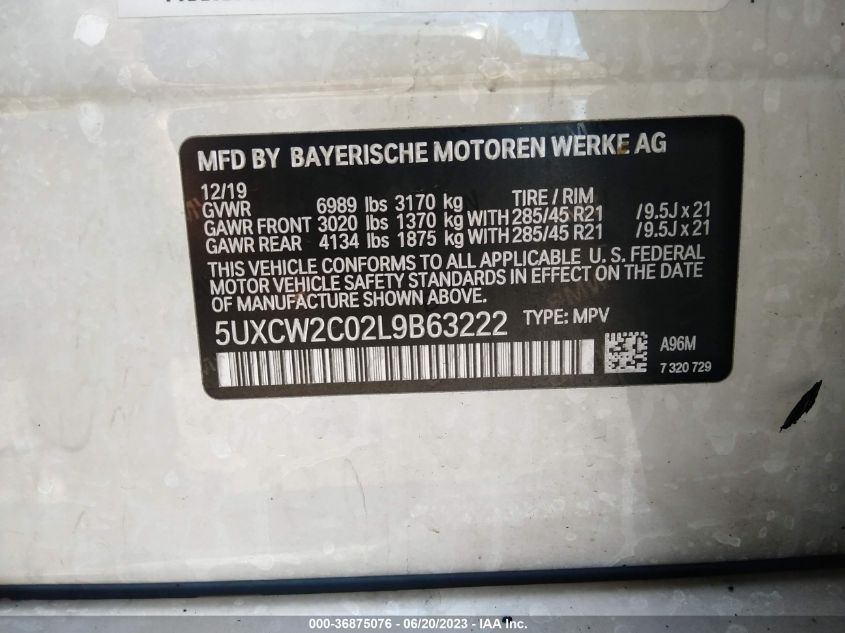 MFD BY BAYERISCHE MOTOREN WERKE AG
12/19 TIRE / RIM
GVWR 6989 lbs 3170 kg
GAWR FRONT 3020 lbs 1370 kg WITH 285/45 R21 /9.5J x 21
GAWR REAR 4134 lbs 1875 kg WITH 285/45 R21 /9.5J x 21
THIS VEHICLE CONFORMS TO ALL APPLICABLE U. S. FEDERAL
MOTOR VEHICLE SAFETY STANDARDS IN EFFECT ON THE DATE
OF MANUFACTURE SHOWN ABOVE.
5UXCW2C02L9B63222 TYPE: MPV
A96M
7 320 729
000-36875076 / 06/20/2023 - IAA Inc.